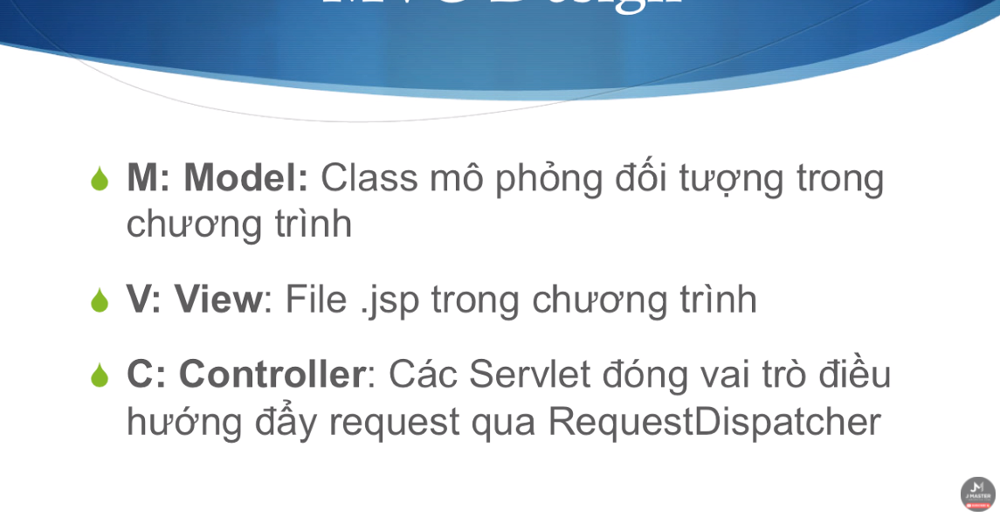 M: Model: Class mô phỏng đối tượng trong
chương trình
V: View: File .jsp trong chương trình
C: Controller: Các Servlet đóng vai trò điều
hướng đẩy request qua RequestDispatcher
J MASTER